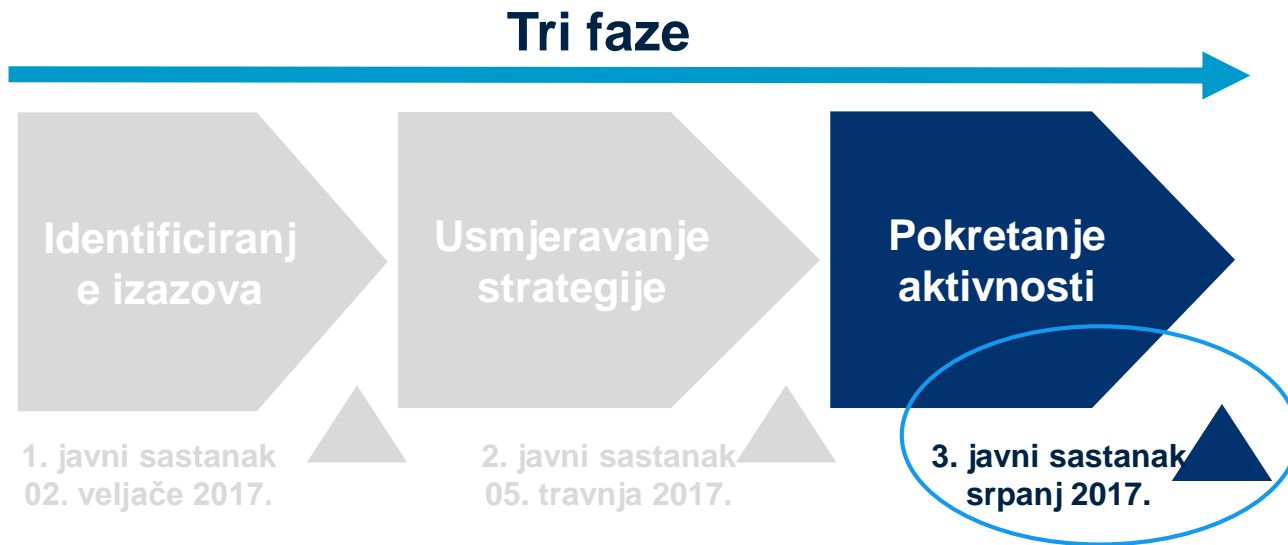 Tri faze
Identificiranj
e izazova
Usmjeravanje
strategije
Pokretanje
aktivnosti
1. javni sastanak
02. veljače 2017.
2. javni sastanak
05. travnja 2017.
3. javni sastanak
srpanj 2017.